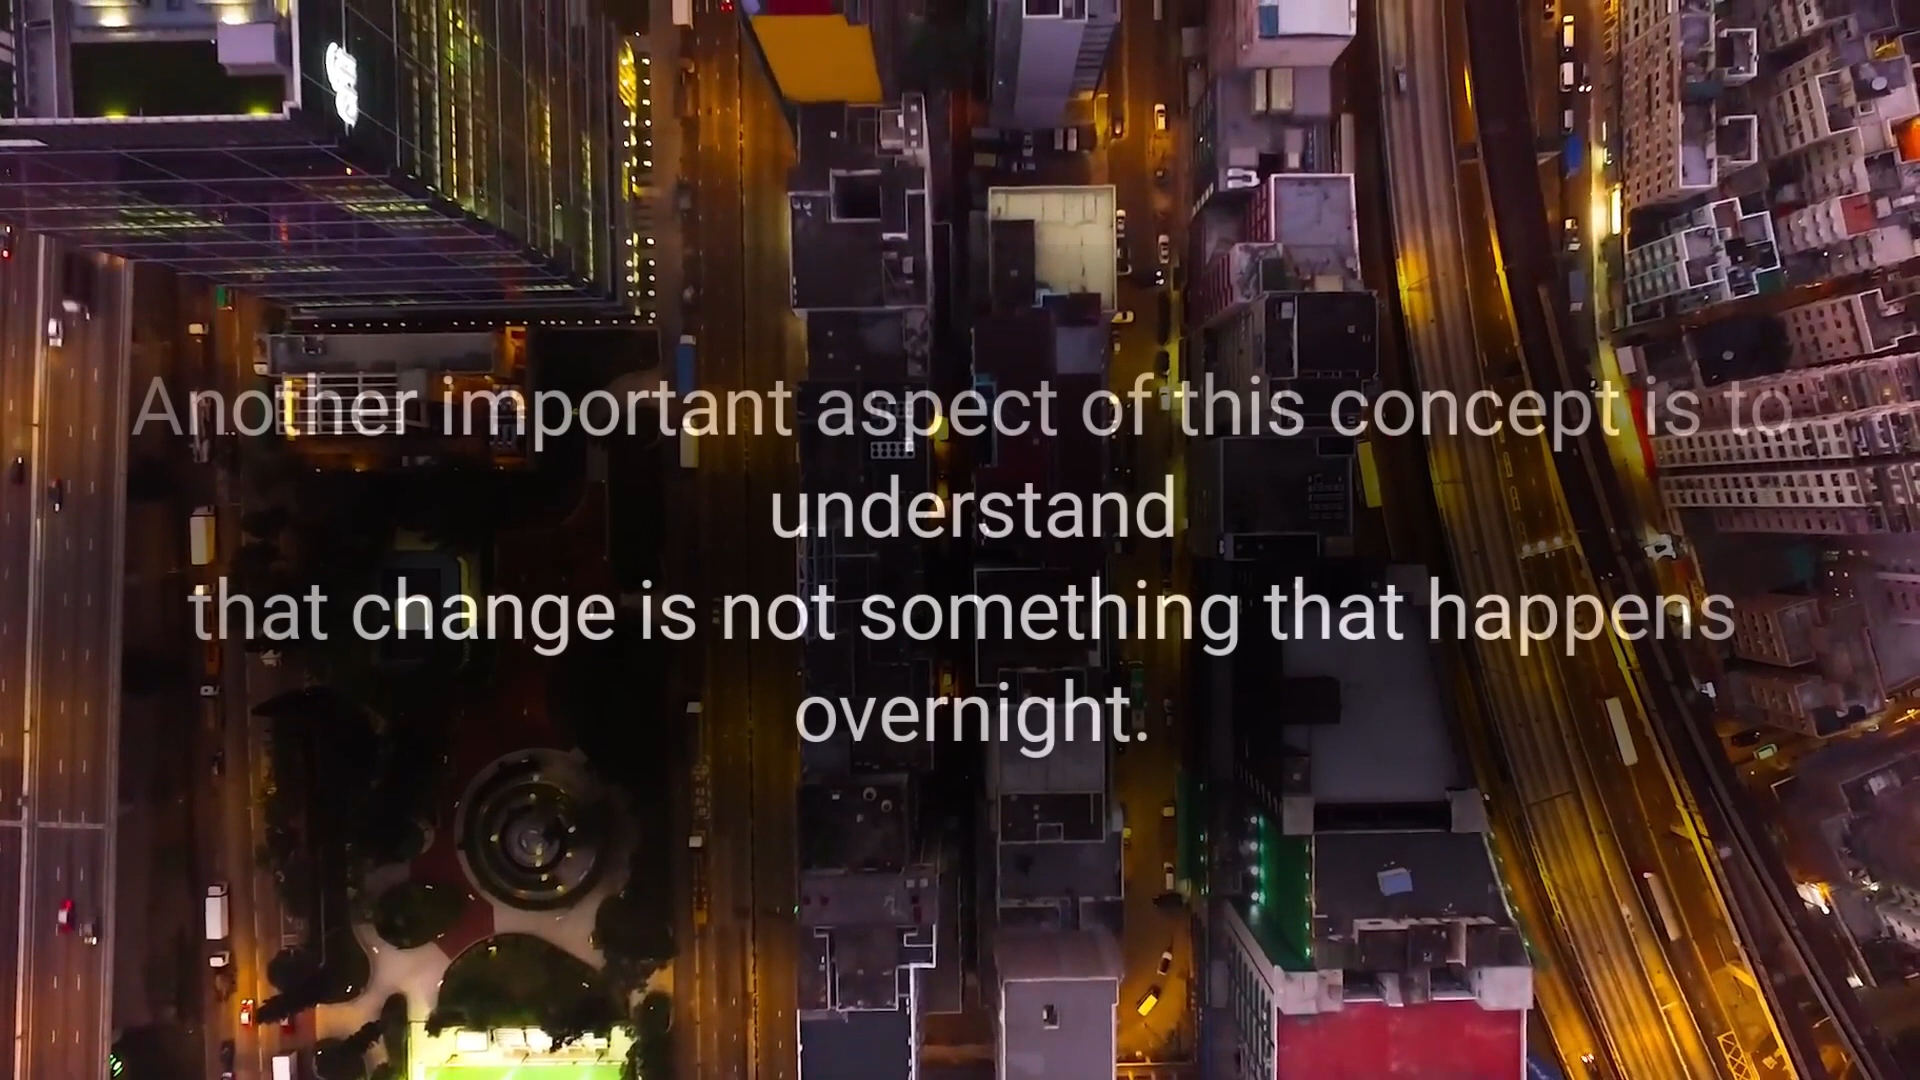 Another important aspect of this concept is to
understand
that change is not something that happens
overnight.